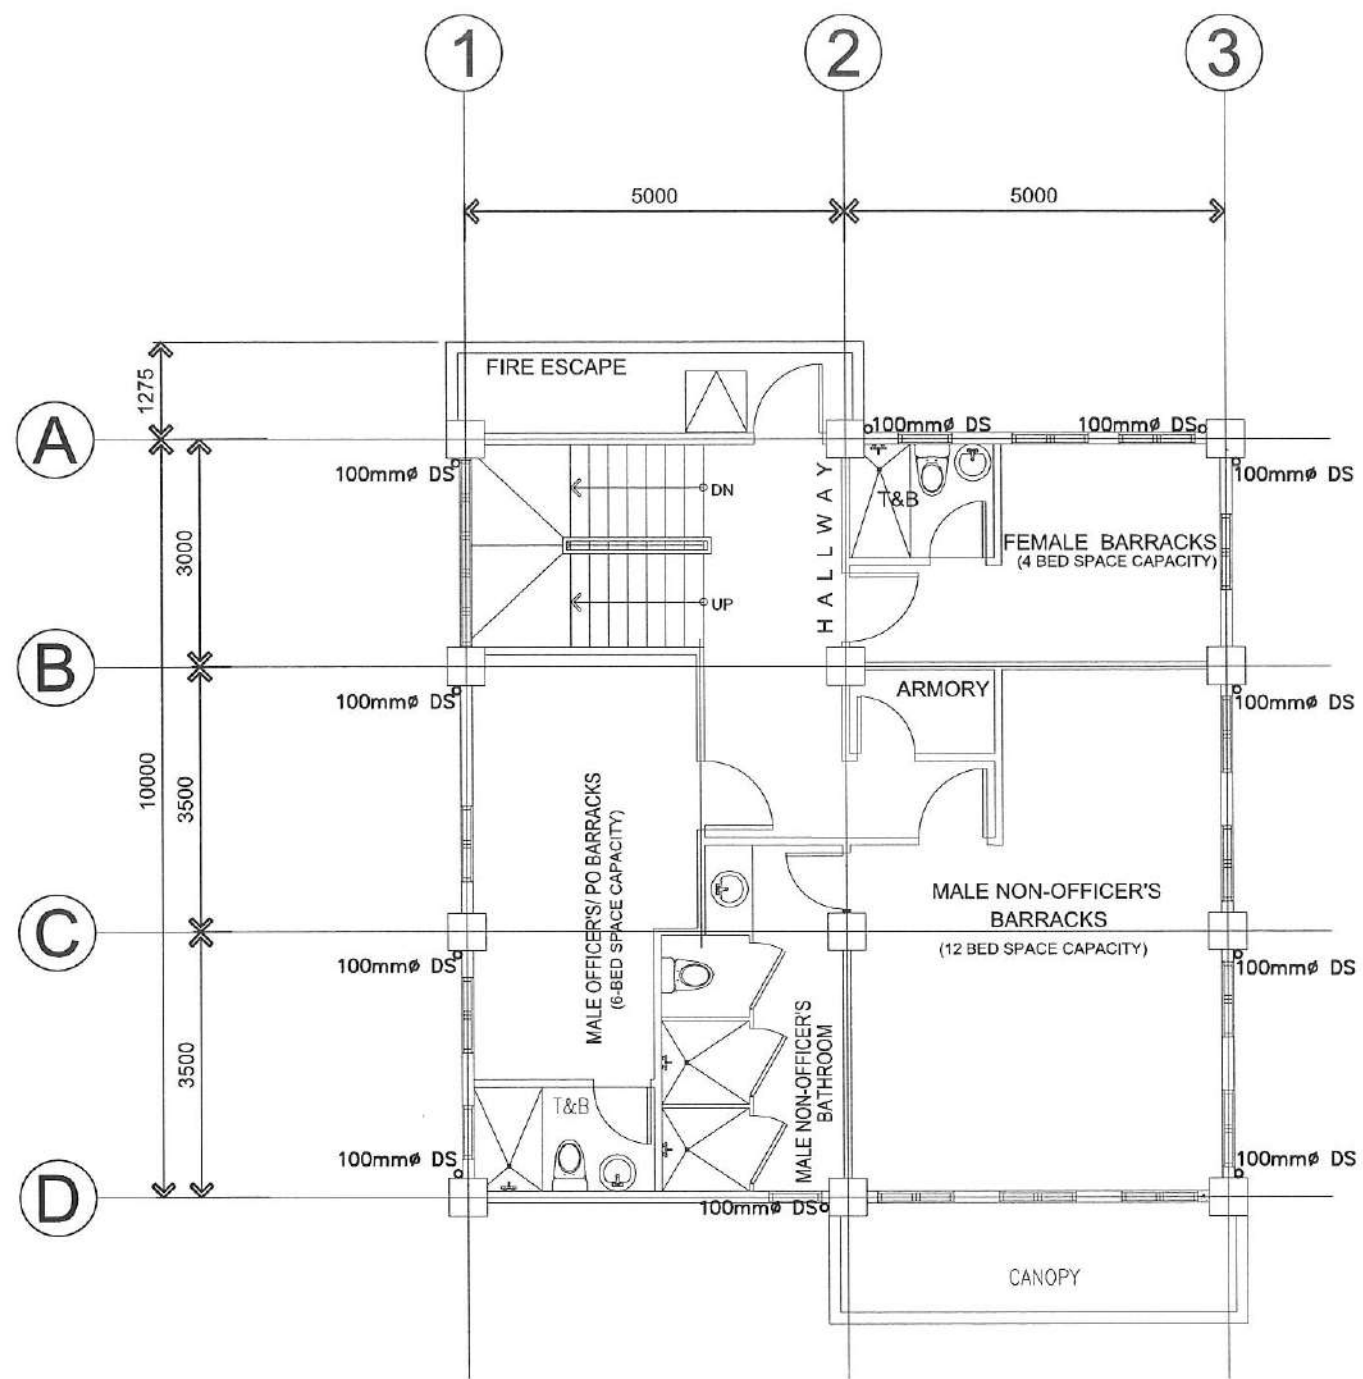 1 2 3
5000 5000
FIRE ESCAPE
1275
A
100mmø DS 100mmø DS
100mmø DS 100mmø DS
DN
T&B
HALLWAY
3000
FEMALE BARRACKS
(4 BED SPACE CAPACITY)
UP
B
100mmø DS ARMORY 100mmø DS
10000
3500
MALE OFFICER'S/ PO BARRACKS
(6-BED SPACE CAPACITY)
MALE NON-OFFICER'S
BARRACKS
(12 BED SPACE CAPACITY)
C
100mmø DS 100mmø DS
3500
MALE NON-OFFICER'S
BATHROOM
T&B
100mmø DS 100mmø DS
D
100mmø DS
CANOPY